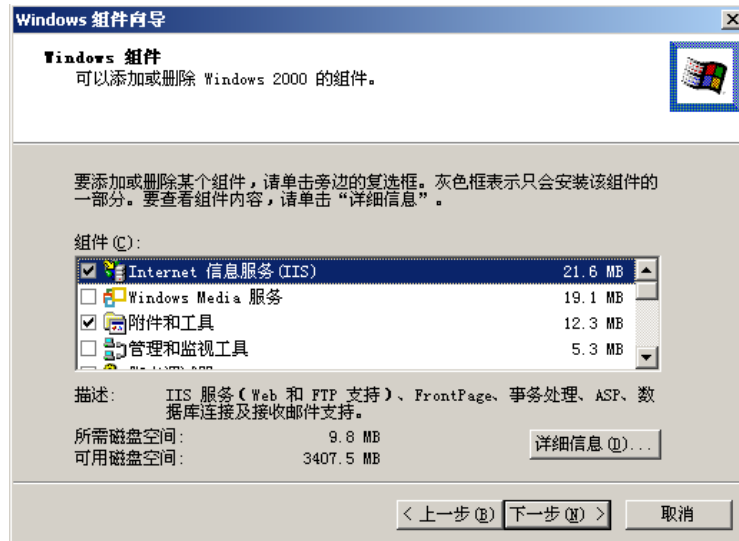 Windows 组件向导
Windows 组件
可以添加或删除 Windows 2000 的组件。
要添加或删除某个组件，请单击旁边的复选框。灰色框表示只会安装该组件的
一部分。要查看组件内容，请单击“详细信息”。
组件(C):
Internet 信息服务(IIS) 21.6 MB
Windows Media 服务 19.1 MB
附件和工具 12.3 MB
管理和监视工具 5.3 MB
描述: IIS 服务(Web 和 FTP 支持)、FrontPage、事务处理、ASP、数
据库连接及接收邮件支持。
所需磁盘空间: 9.8 MB
可用磁盘空间: 3407.5 MB
详细信息(D)...
< 上一步(B) 下一步(N) > 取消